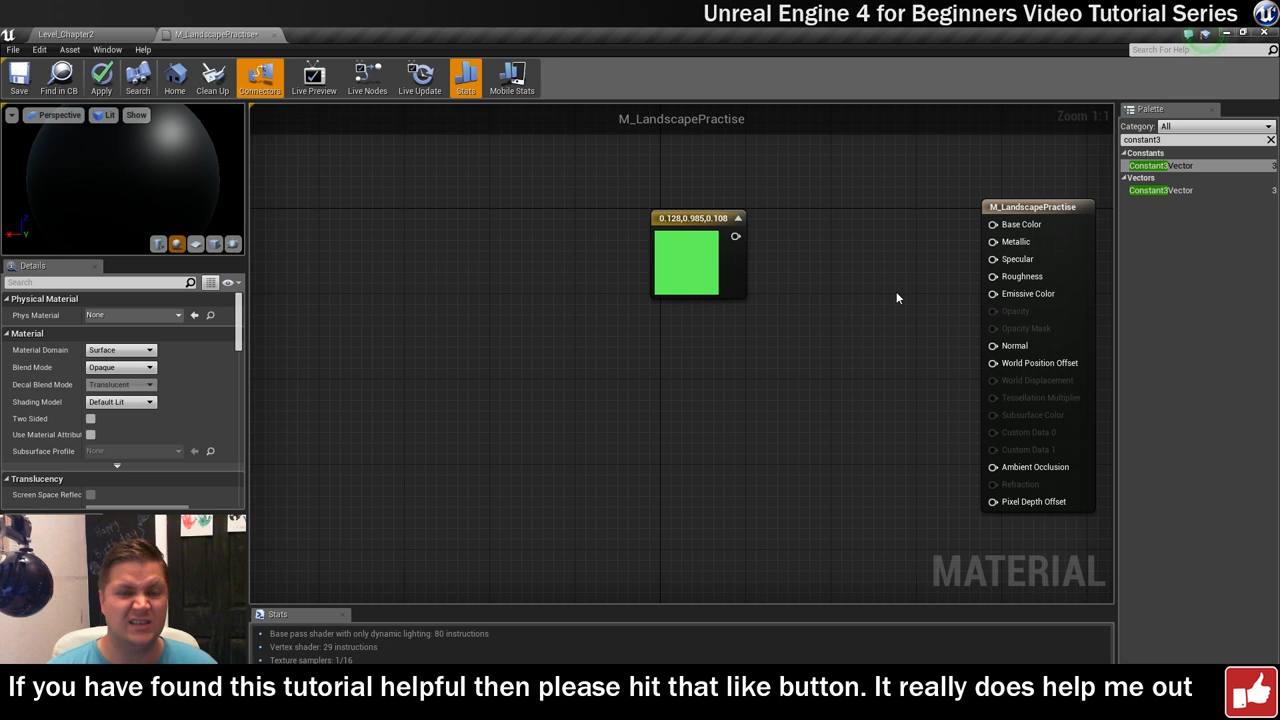 Unreal Engine 4 for Beginners Video Tutorial Series
Level_Chapter2
M_LandscapePractise*
File Edit Asset Window Help
Search For Help
Save
Find in CB
Apply
Search
Home
Clean Up
Connectors
Live Preview
Live Nodes
Live Update
Stats
Mobile Stats
Perspective
Lit
Show
M_LandscapePractise
Zoom 1:1
Palette
Category: All
constant3
Constants
Constant3Vector 3
Vectors
Constant3Vector 3
0.128,0.985,0.108
M_LandscapePractise
Base Color
Metallic
Specular
Roughness
Emissive Color
Opacity
Opacity Mask
Normal
World Position Offset
World Displacement
Tessellation Multiplier
Subsurface Color
Custom Data 0
Custom Data 1
Ambient Occlusion
Refraction
Pixel Depth Offset
Details
Search
Physical Material
Phys Material None
Material
Material Domain Surface
Blend Mode Opaque
Decal Blend Mode Translucent
Shading Model Default Lit
Two Sided
Use Material Attribut
Subsurface Profile None
Translucency
Screen Space Reflec
MATERIAL
Stats
Base pass shader with only dynamic lighting: 80 instructions
Vertex shader: 29 instructions
Texture samplers: 1/16
If you have found this tutorial helpful then please hit that like button. It really does help me out